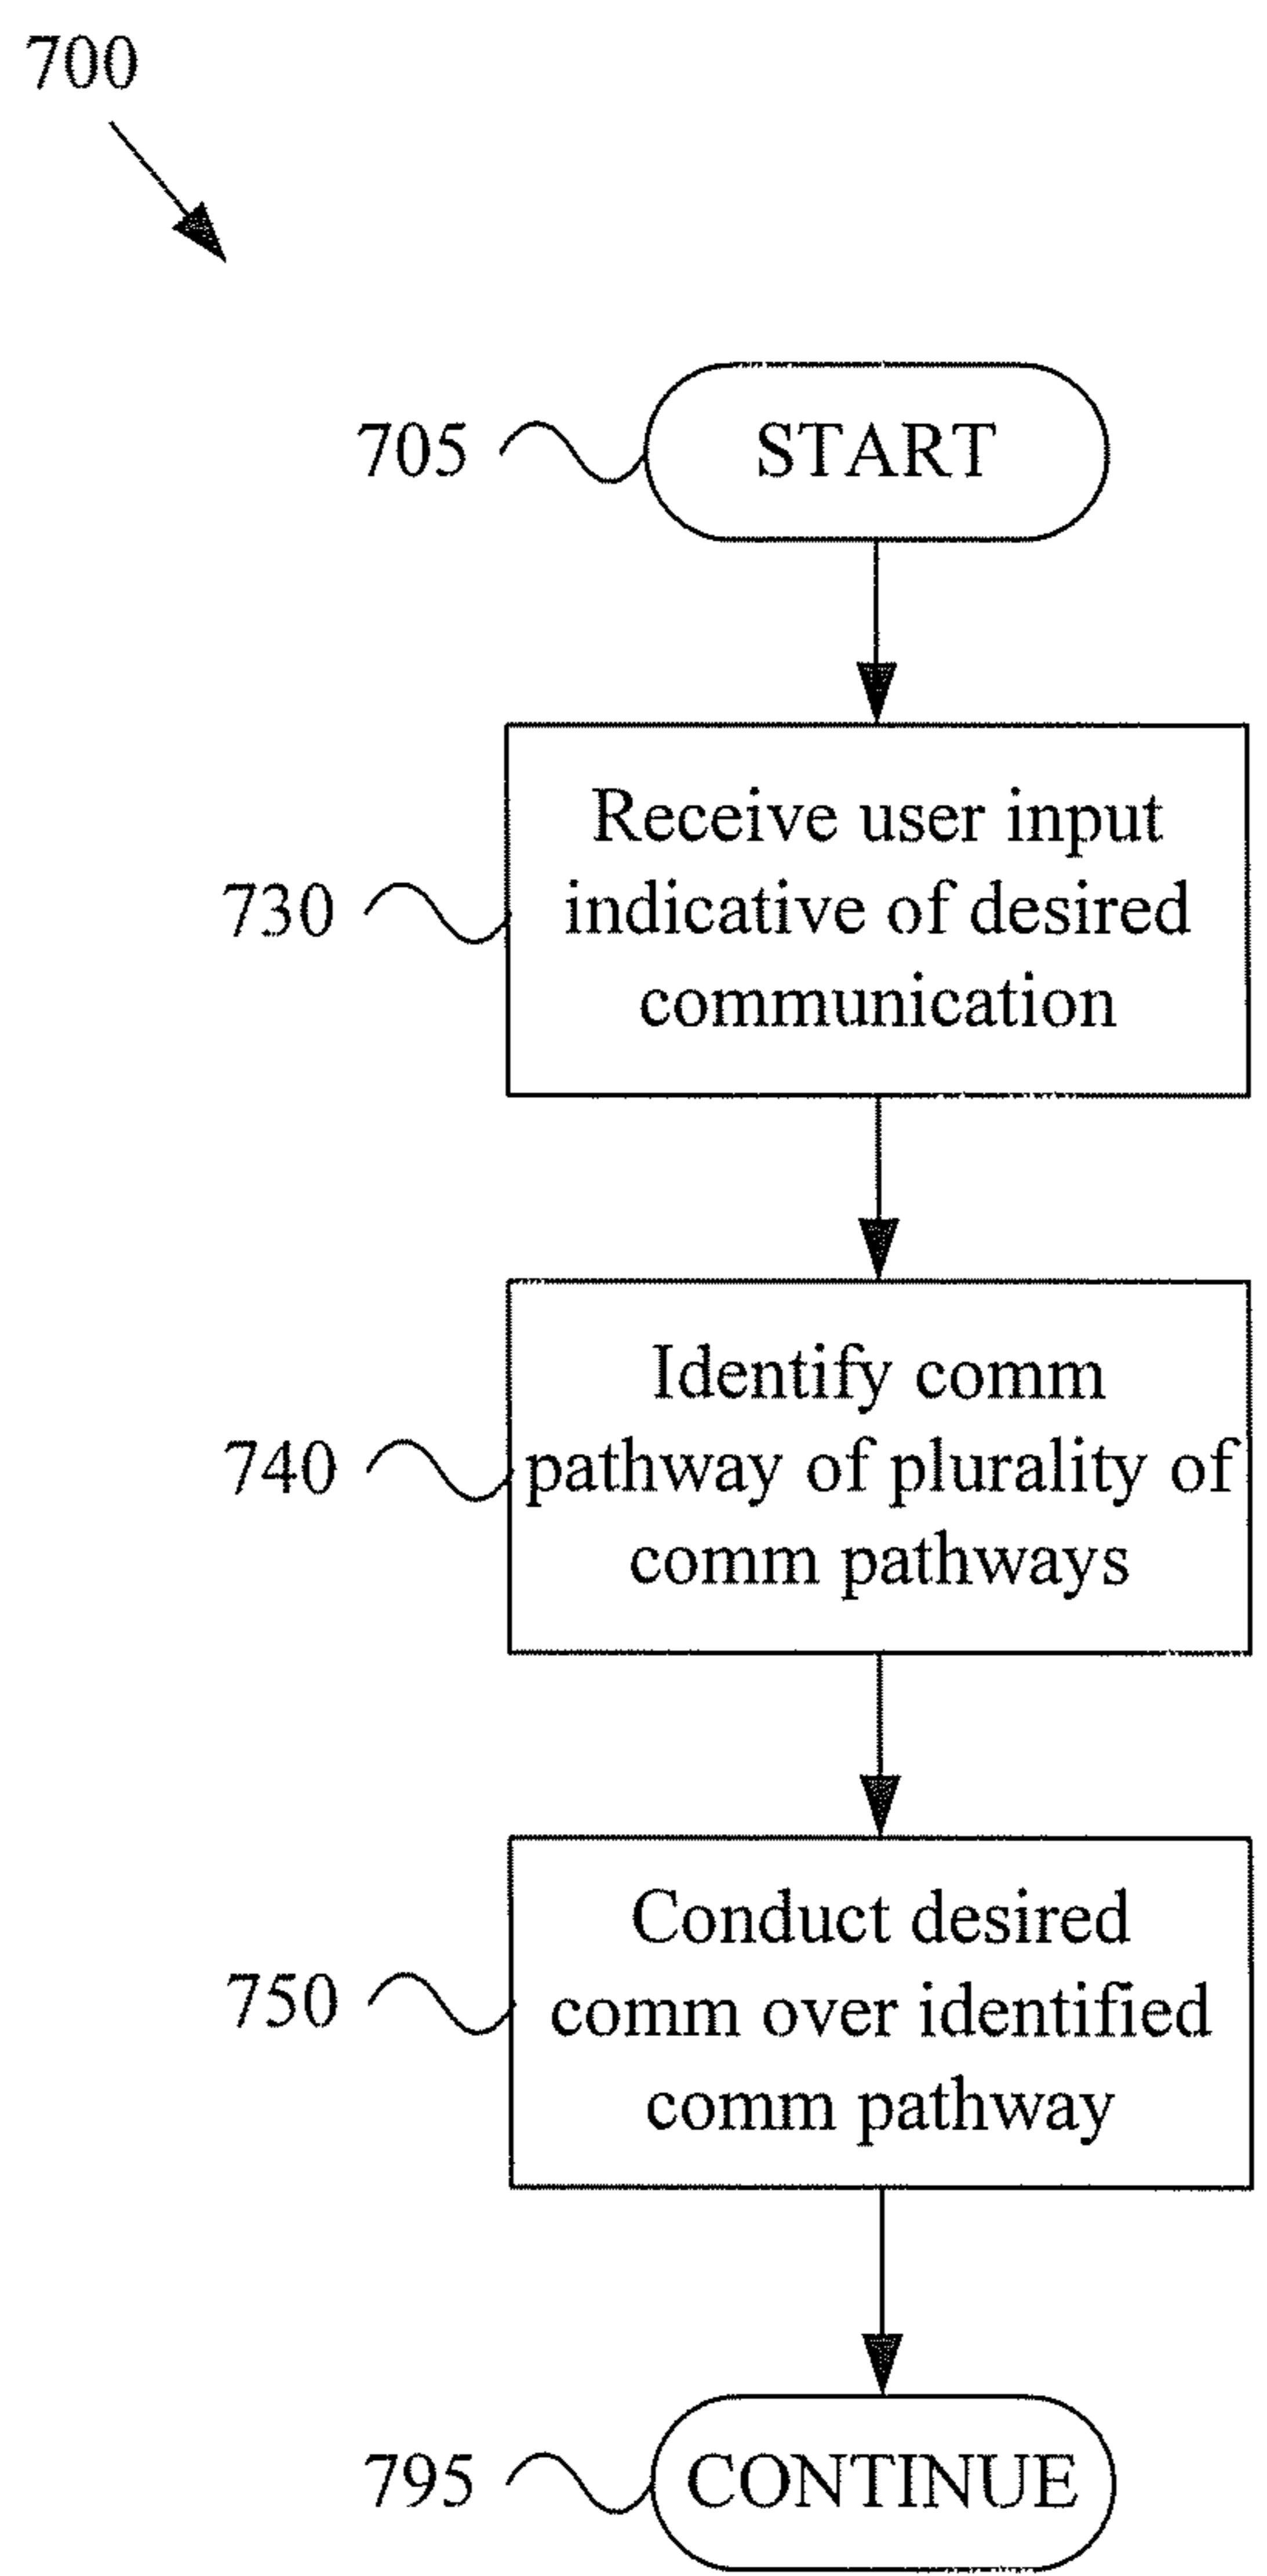 700
705
START
730
Receive user input
indicative of desired
communication
740
Identify comm
pathway of plurality of
comm pathways
750
Conduct desired
comm over identified
comm pathway
795
CONTINUE